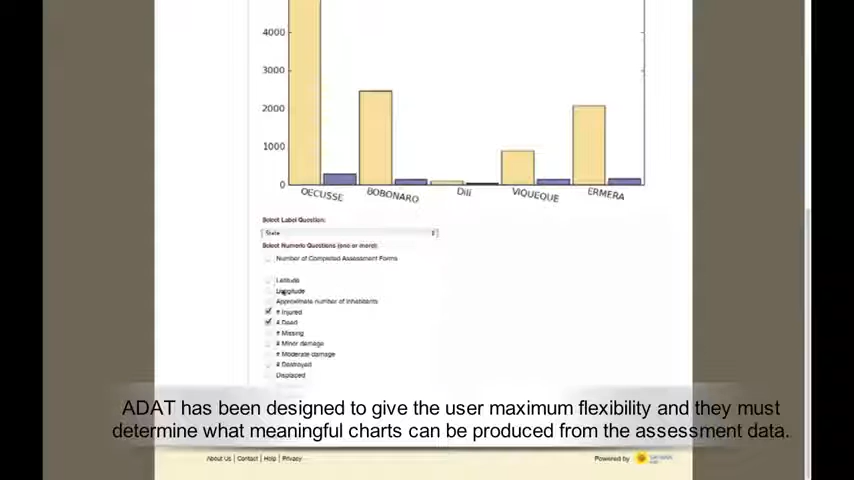 4000
3000
2000
1000
0
OECUSSE BOBONARO Dili VIQUEQUE ERMERA
Select Label Question:
State
Select Numeric Questions (one or more):
Number of Completed Assessment Forms
Latitude
Longitude
Approximate number of inhabitants
# Injured
# Dead
# Missing
# Minor damage
# Moderate damage
# Destroyed
Displaced
ADAT has been designed to give the user maximum flexibility and they must
determine what meaningful charts can be produced from the assessment data.
About Us | Contact | Help | Privacy
Powered by